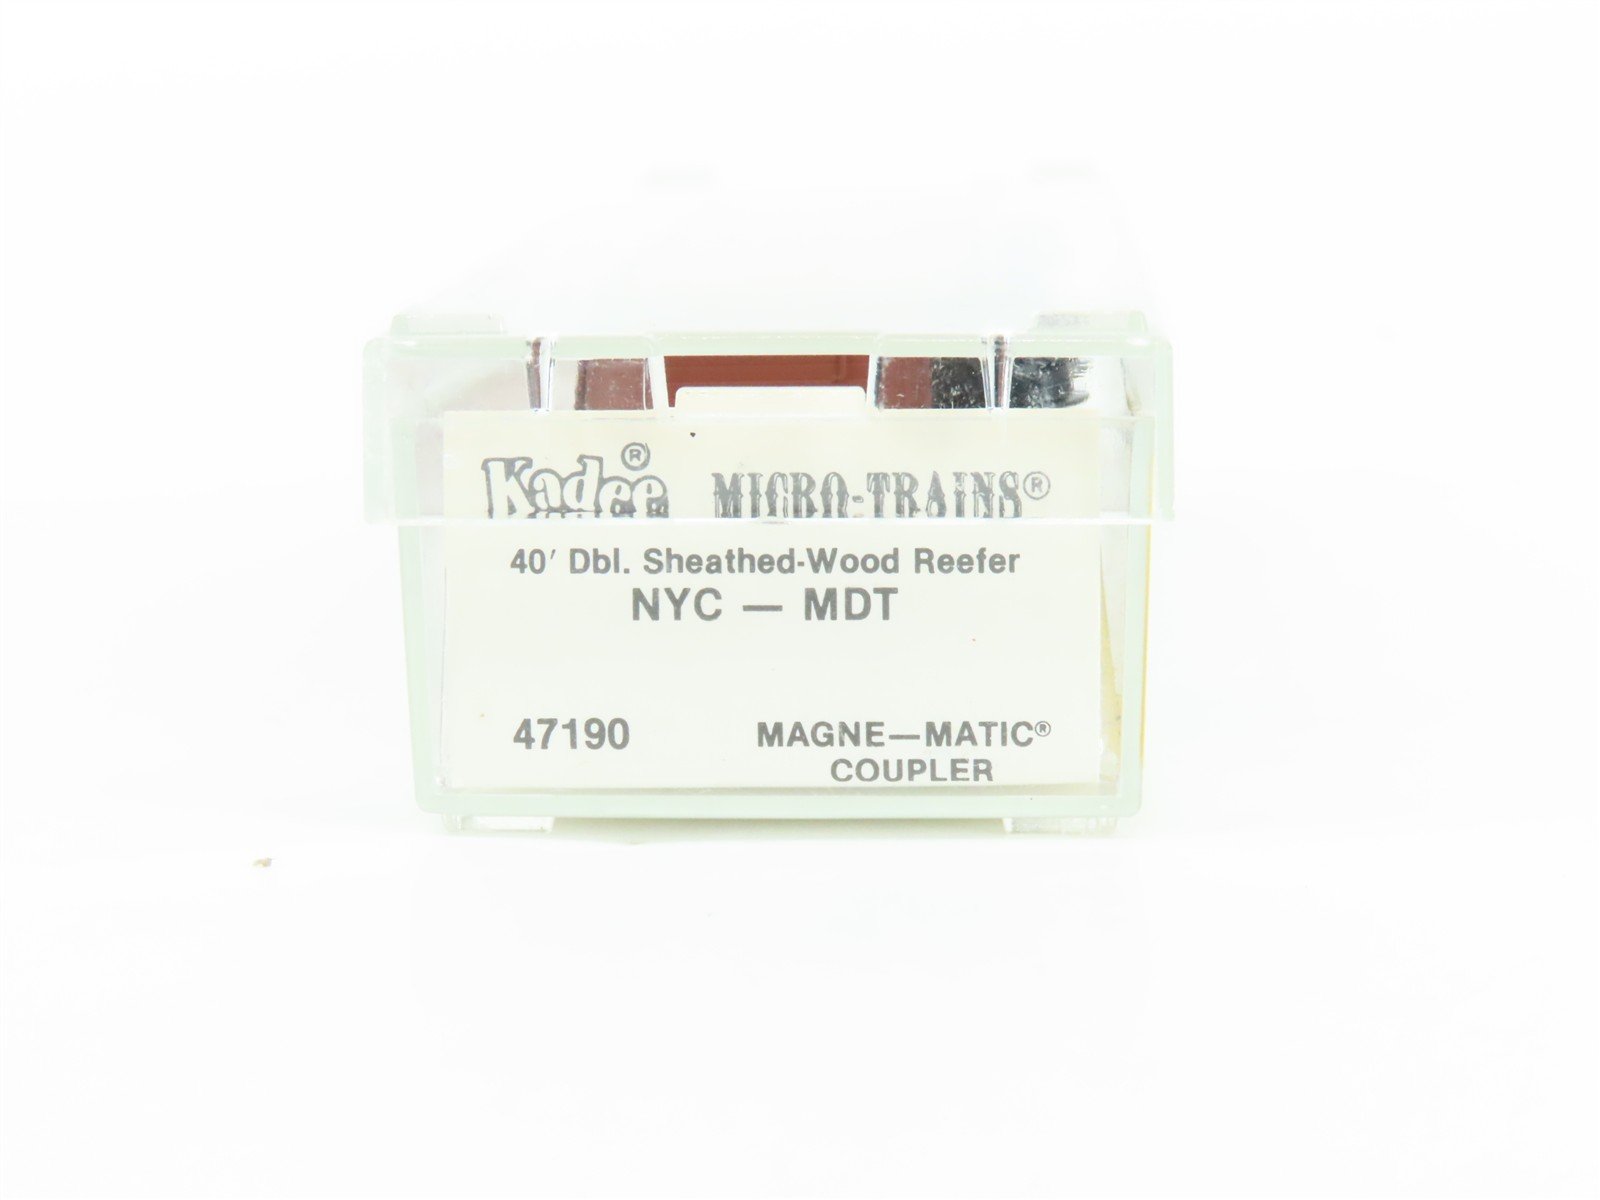 Kadee® MICRO-TRAINS®
40' Dbl. Sheathed-Wood Reefer
NYC — MDT
47190 MAGNE—MATIC®
COUPLER